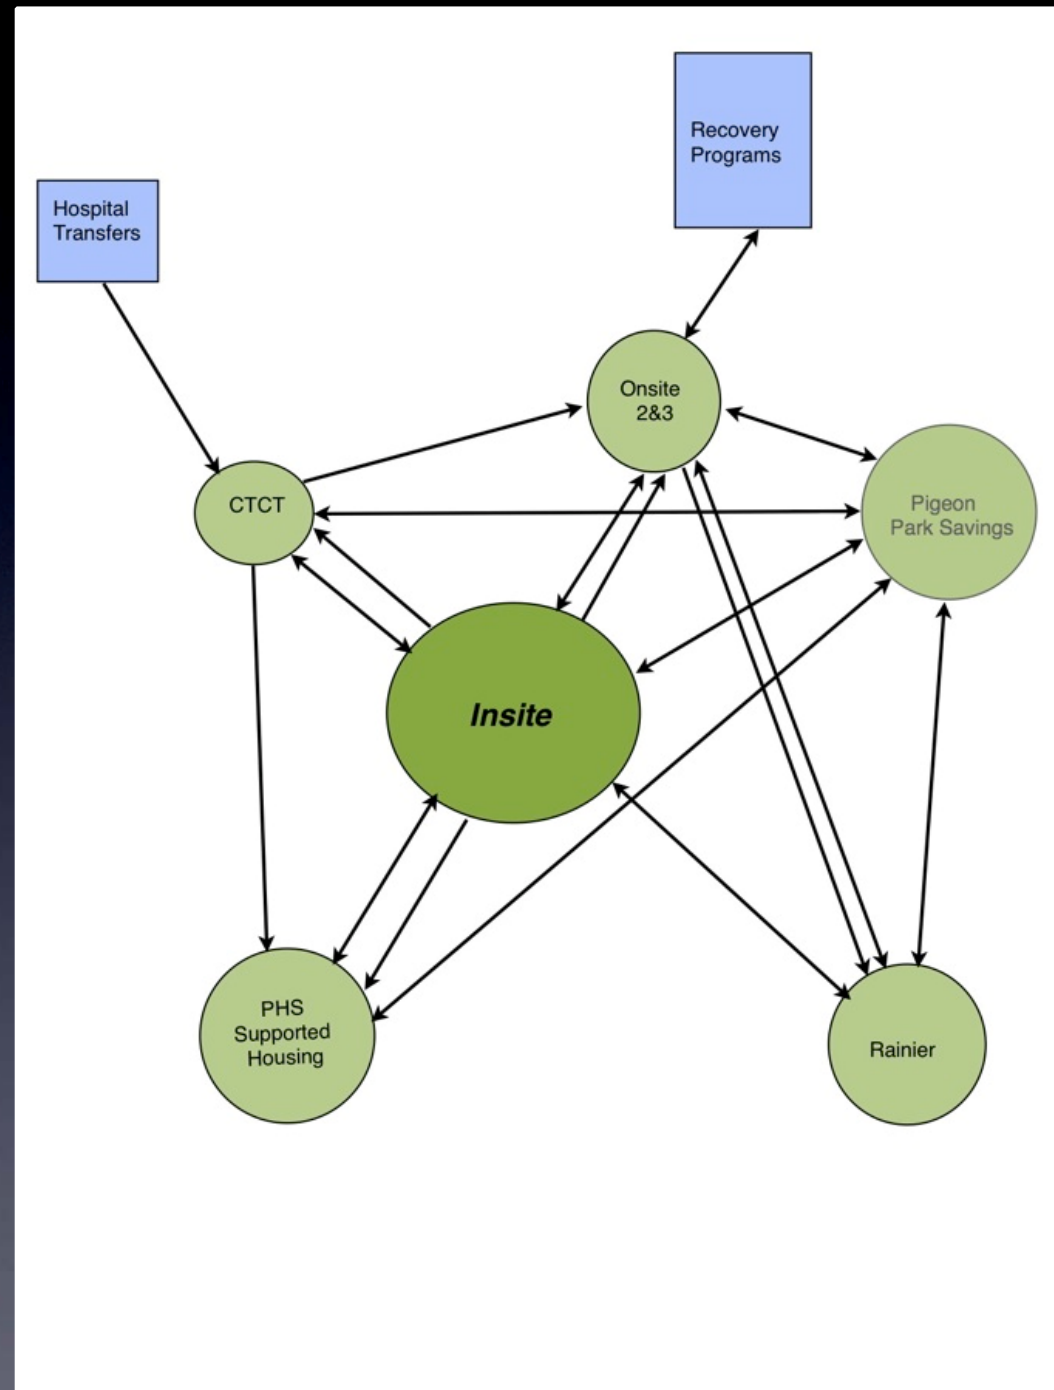 Recovery
Programs
Hospital
Transfers
Onsite
2&3
CTCT
Pigeon
Park Savings
Insite
PHS
Supported
Housing
Rainier